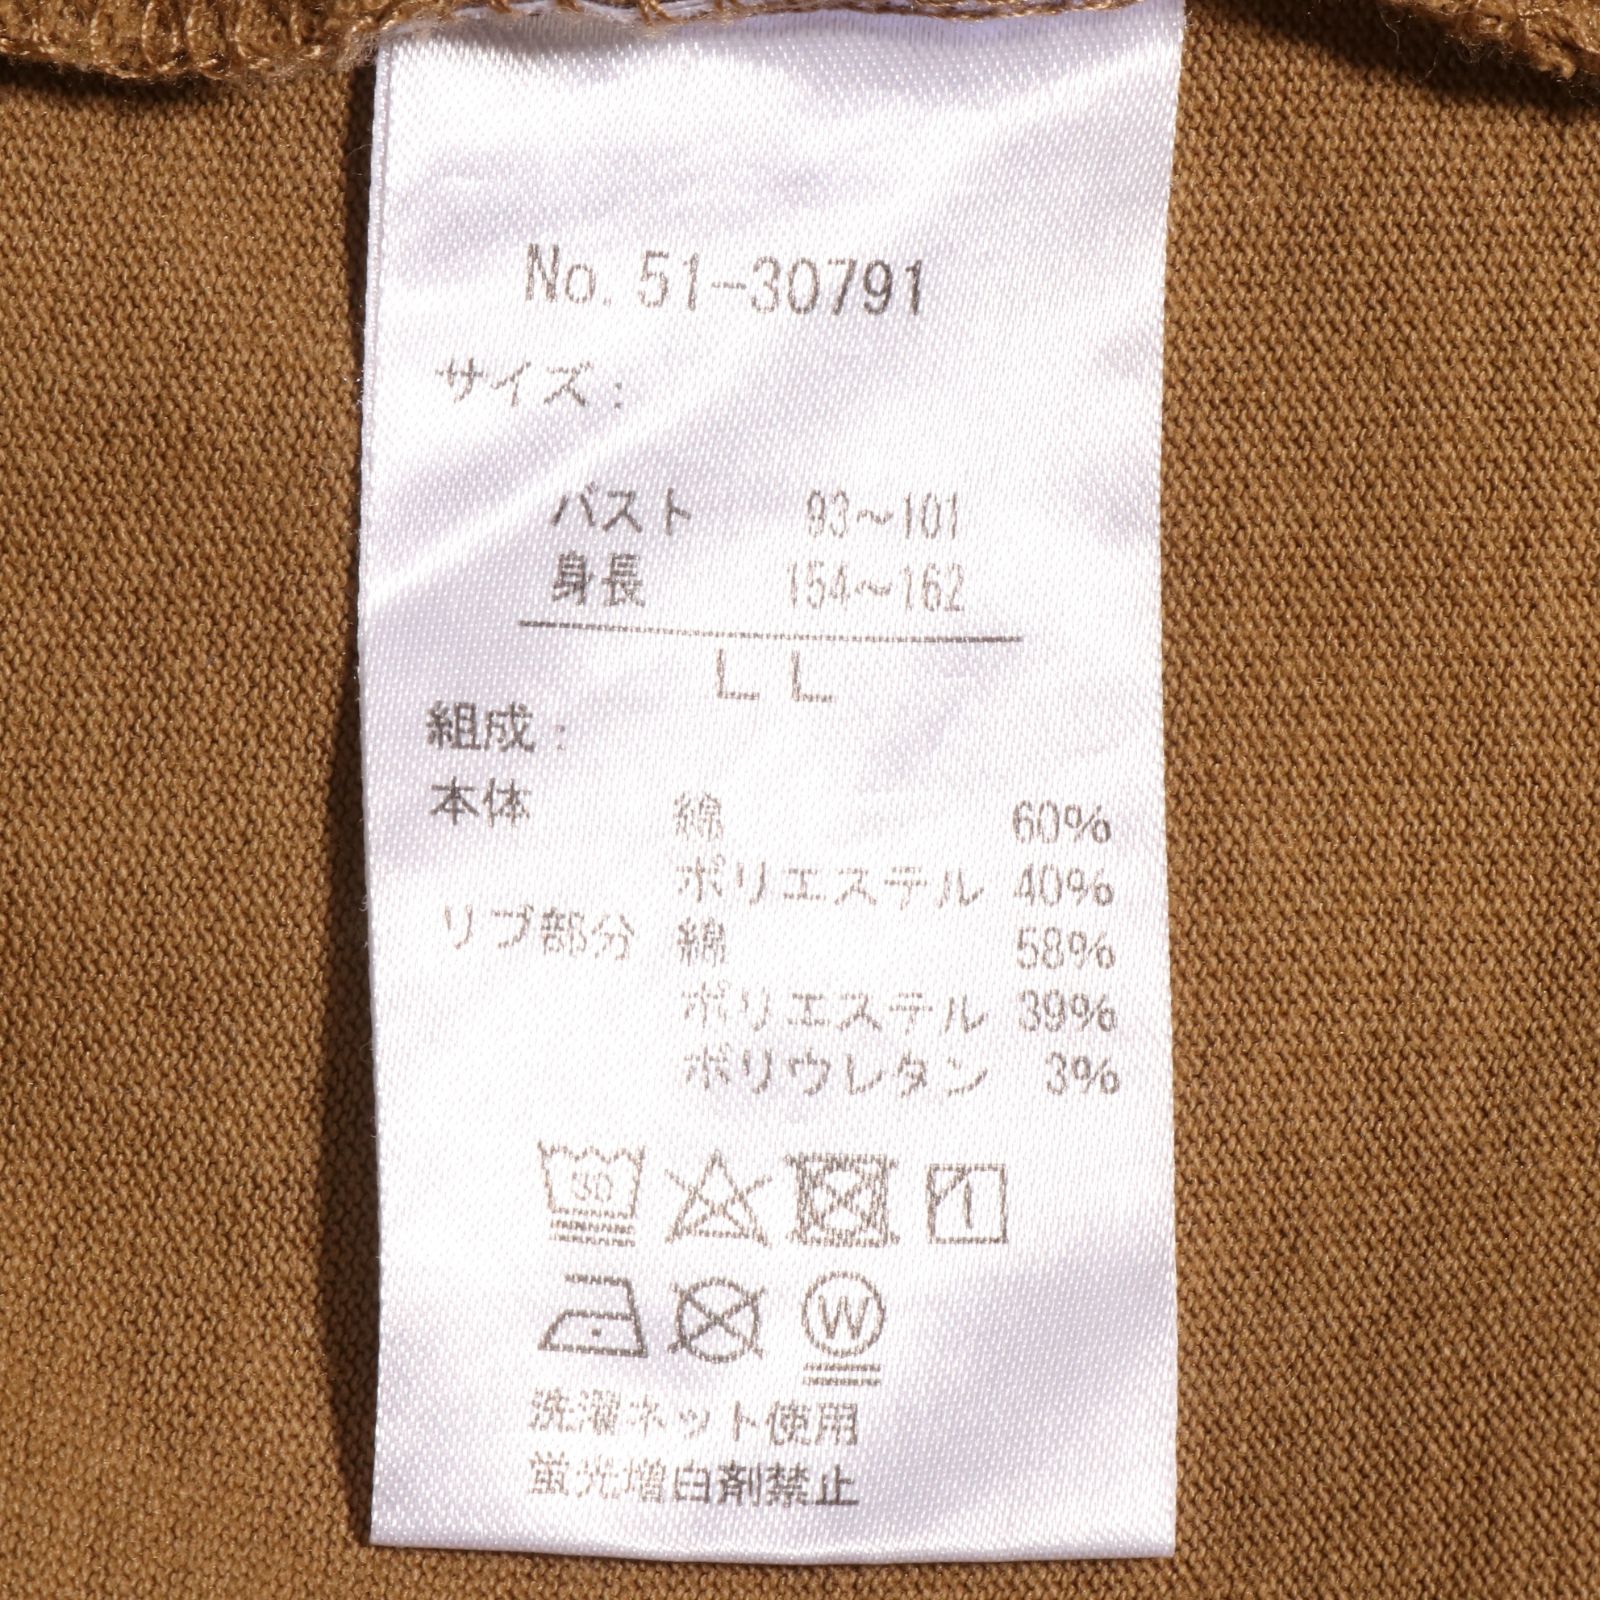 No. 51-30791
サイズ:
バスト 93～101
身長 154～162
LL
組成:
本体 綿 60%
ポリエステル 40%
リブ部分 綿 58%
ポリエステル 39%
ポリウレタン 3%
30
W
洗濯ネット使用
蛍光増白剤禁止